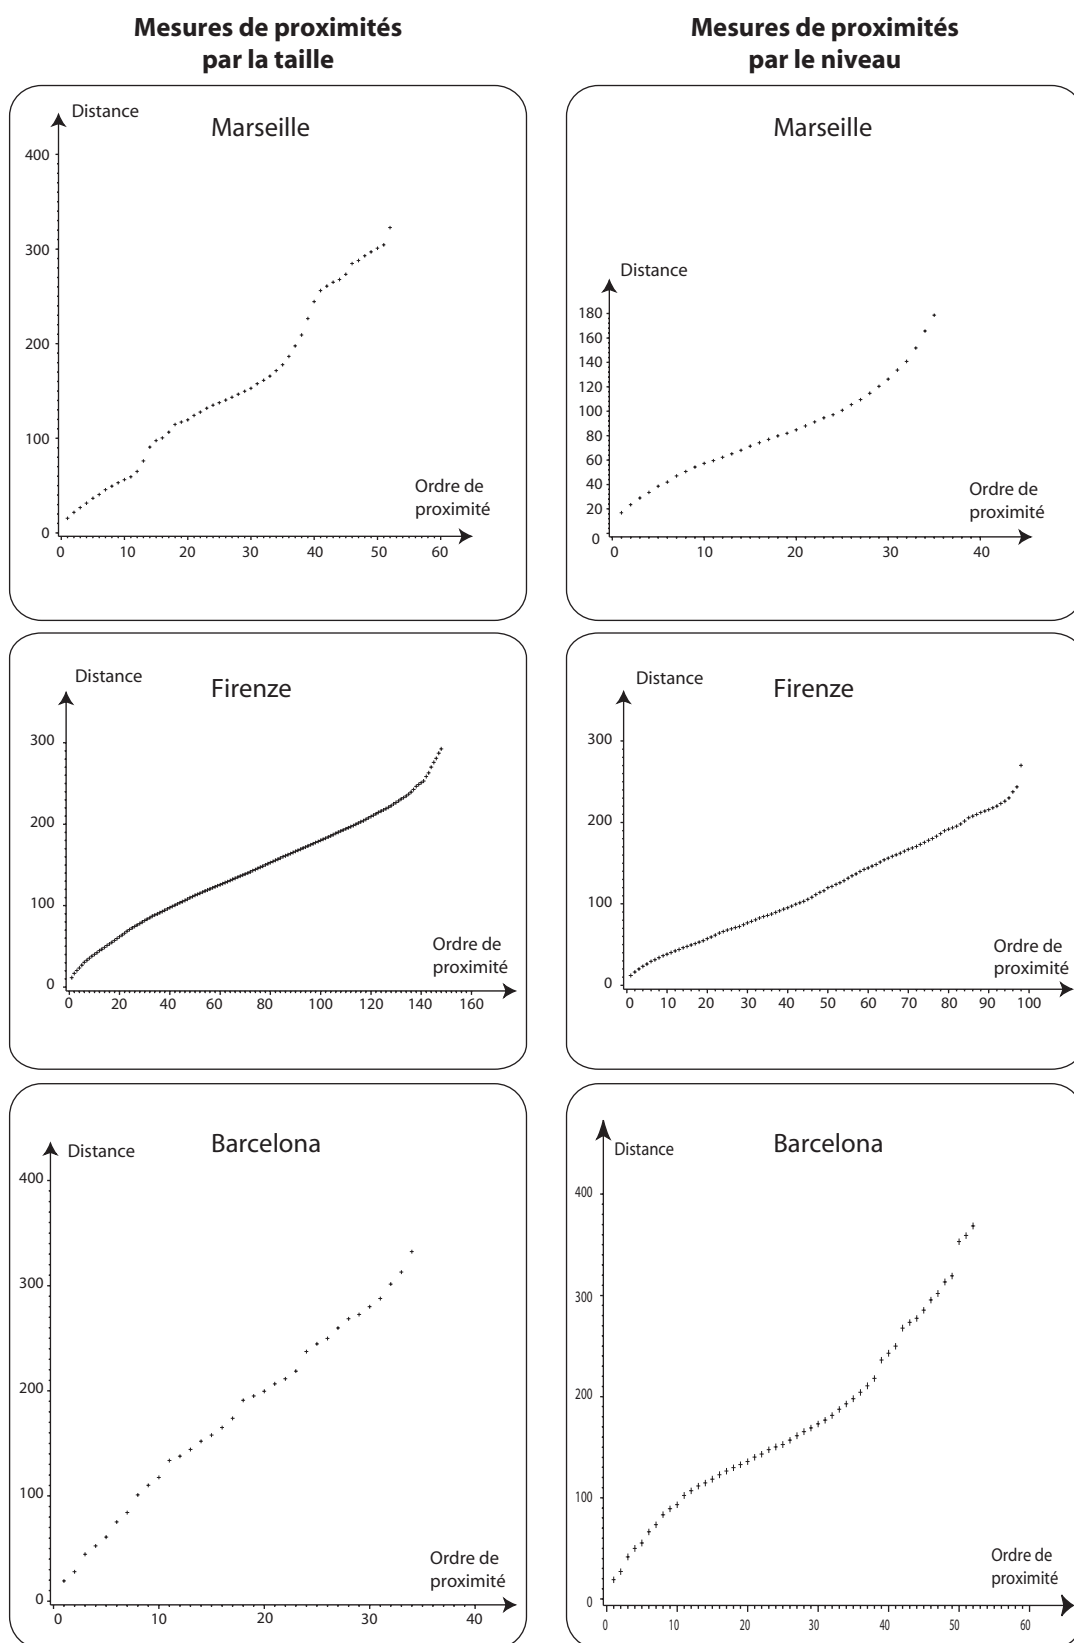 Mesures de proximités
par la taille
Mesures de proximités
par le niveau
Distance
Marseille
400
300
200
100
0
Ordre de
proximité
0 10 20 30 40 50 60
Marseille
Distance
180
160
140
120
100
80
60
40
20
0
Ordre de
proximité
0 10 20 30 40
Distance
Firenze
300
200
100
0
Ordre de
proximité
0 20 40 60 80 100 120 140 160
Distance
Firenze
300
200
100
0
Ordre de
proximité
0 10 20 30 40 50 60 70 80 90 100
Distance
Barcelona
400
300
200
100
0
Ordre de
proximité
0 10 20 30 40
Distance
Barcelona
400
300
200
100
0
Ordre de
proximité
0 10 20 30 40 50 60